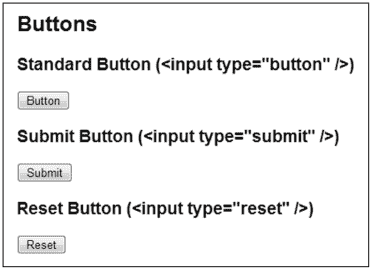 Buttons
Standard Button (<input type="button" />)
Button
Submit Button (<input type="submit" />)
Submit
Reset Button (<input type="reset" />)
Reset